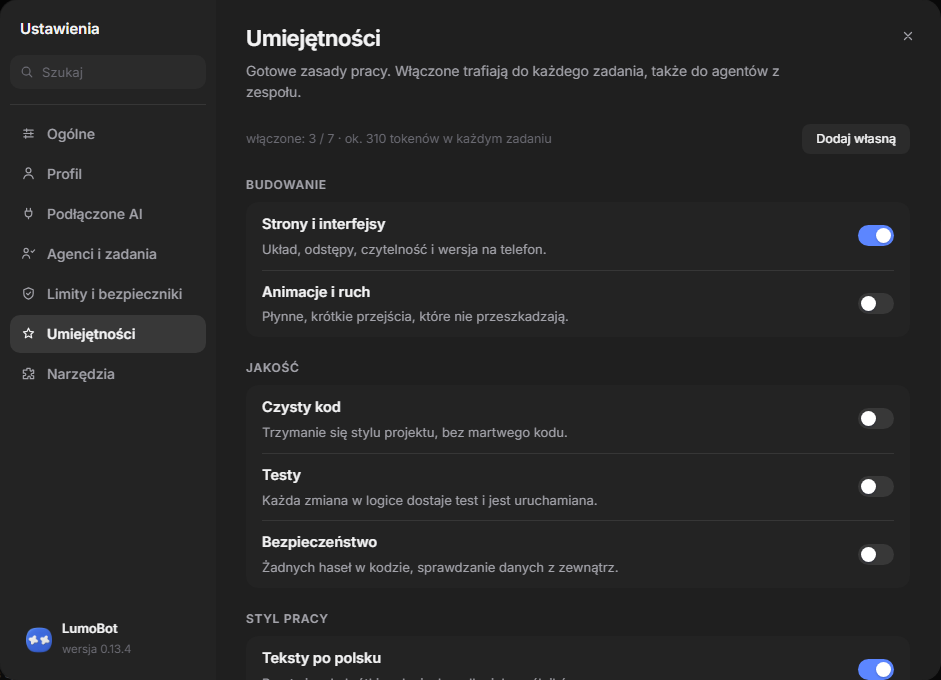 Ustawienia
Szukaj
Ogólne
Profil
Podłączone AI
Agenci i zadania
Limity i bezpieczniki
Umiejętności
Narzędzia
LumoBot
wersja 0.13.4
Umiejętności
Gotowe zasady pracy. Włączone trafiają do każdego zadania, także do agentów z
zespołu.
włączone: 3 / 7 · ok. 310 tokenów w każdym zadaniu
Dodaj własną
BUDOWANIE
Strony i interfejsy
Układ, odstępy, czytelność i wersja na telefon.
Animacje i ruch
Płynne, krótkie przejścia, które nie przeszkadzają.
JAKOŚĆ
Czysty kod
Trzymanie się stylu projektu, bez martwego kodu.
Testy
Każda zmiana w logice dostaje test i jest uruchamiana.
Bezpieczeństwo
Żadnych haseł w kodzie, sprawdzanie danych z zewnątrz.
STYL PRACY
Teksty po polsku